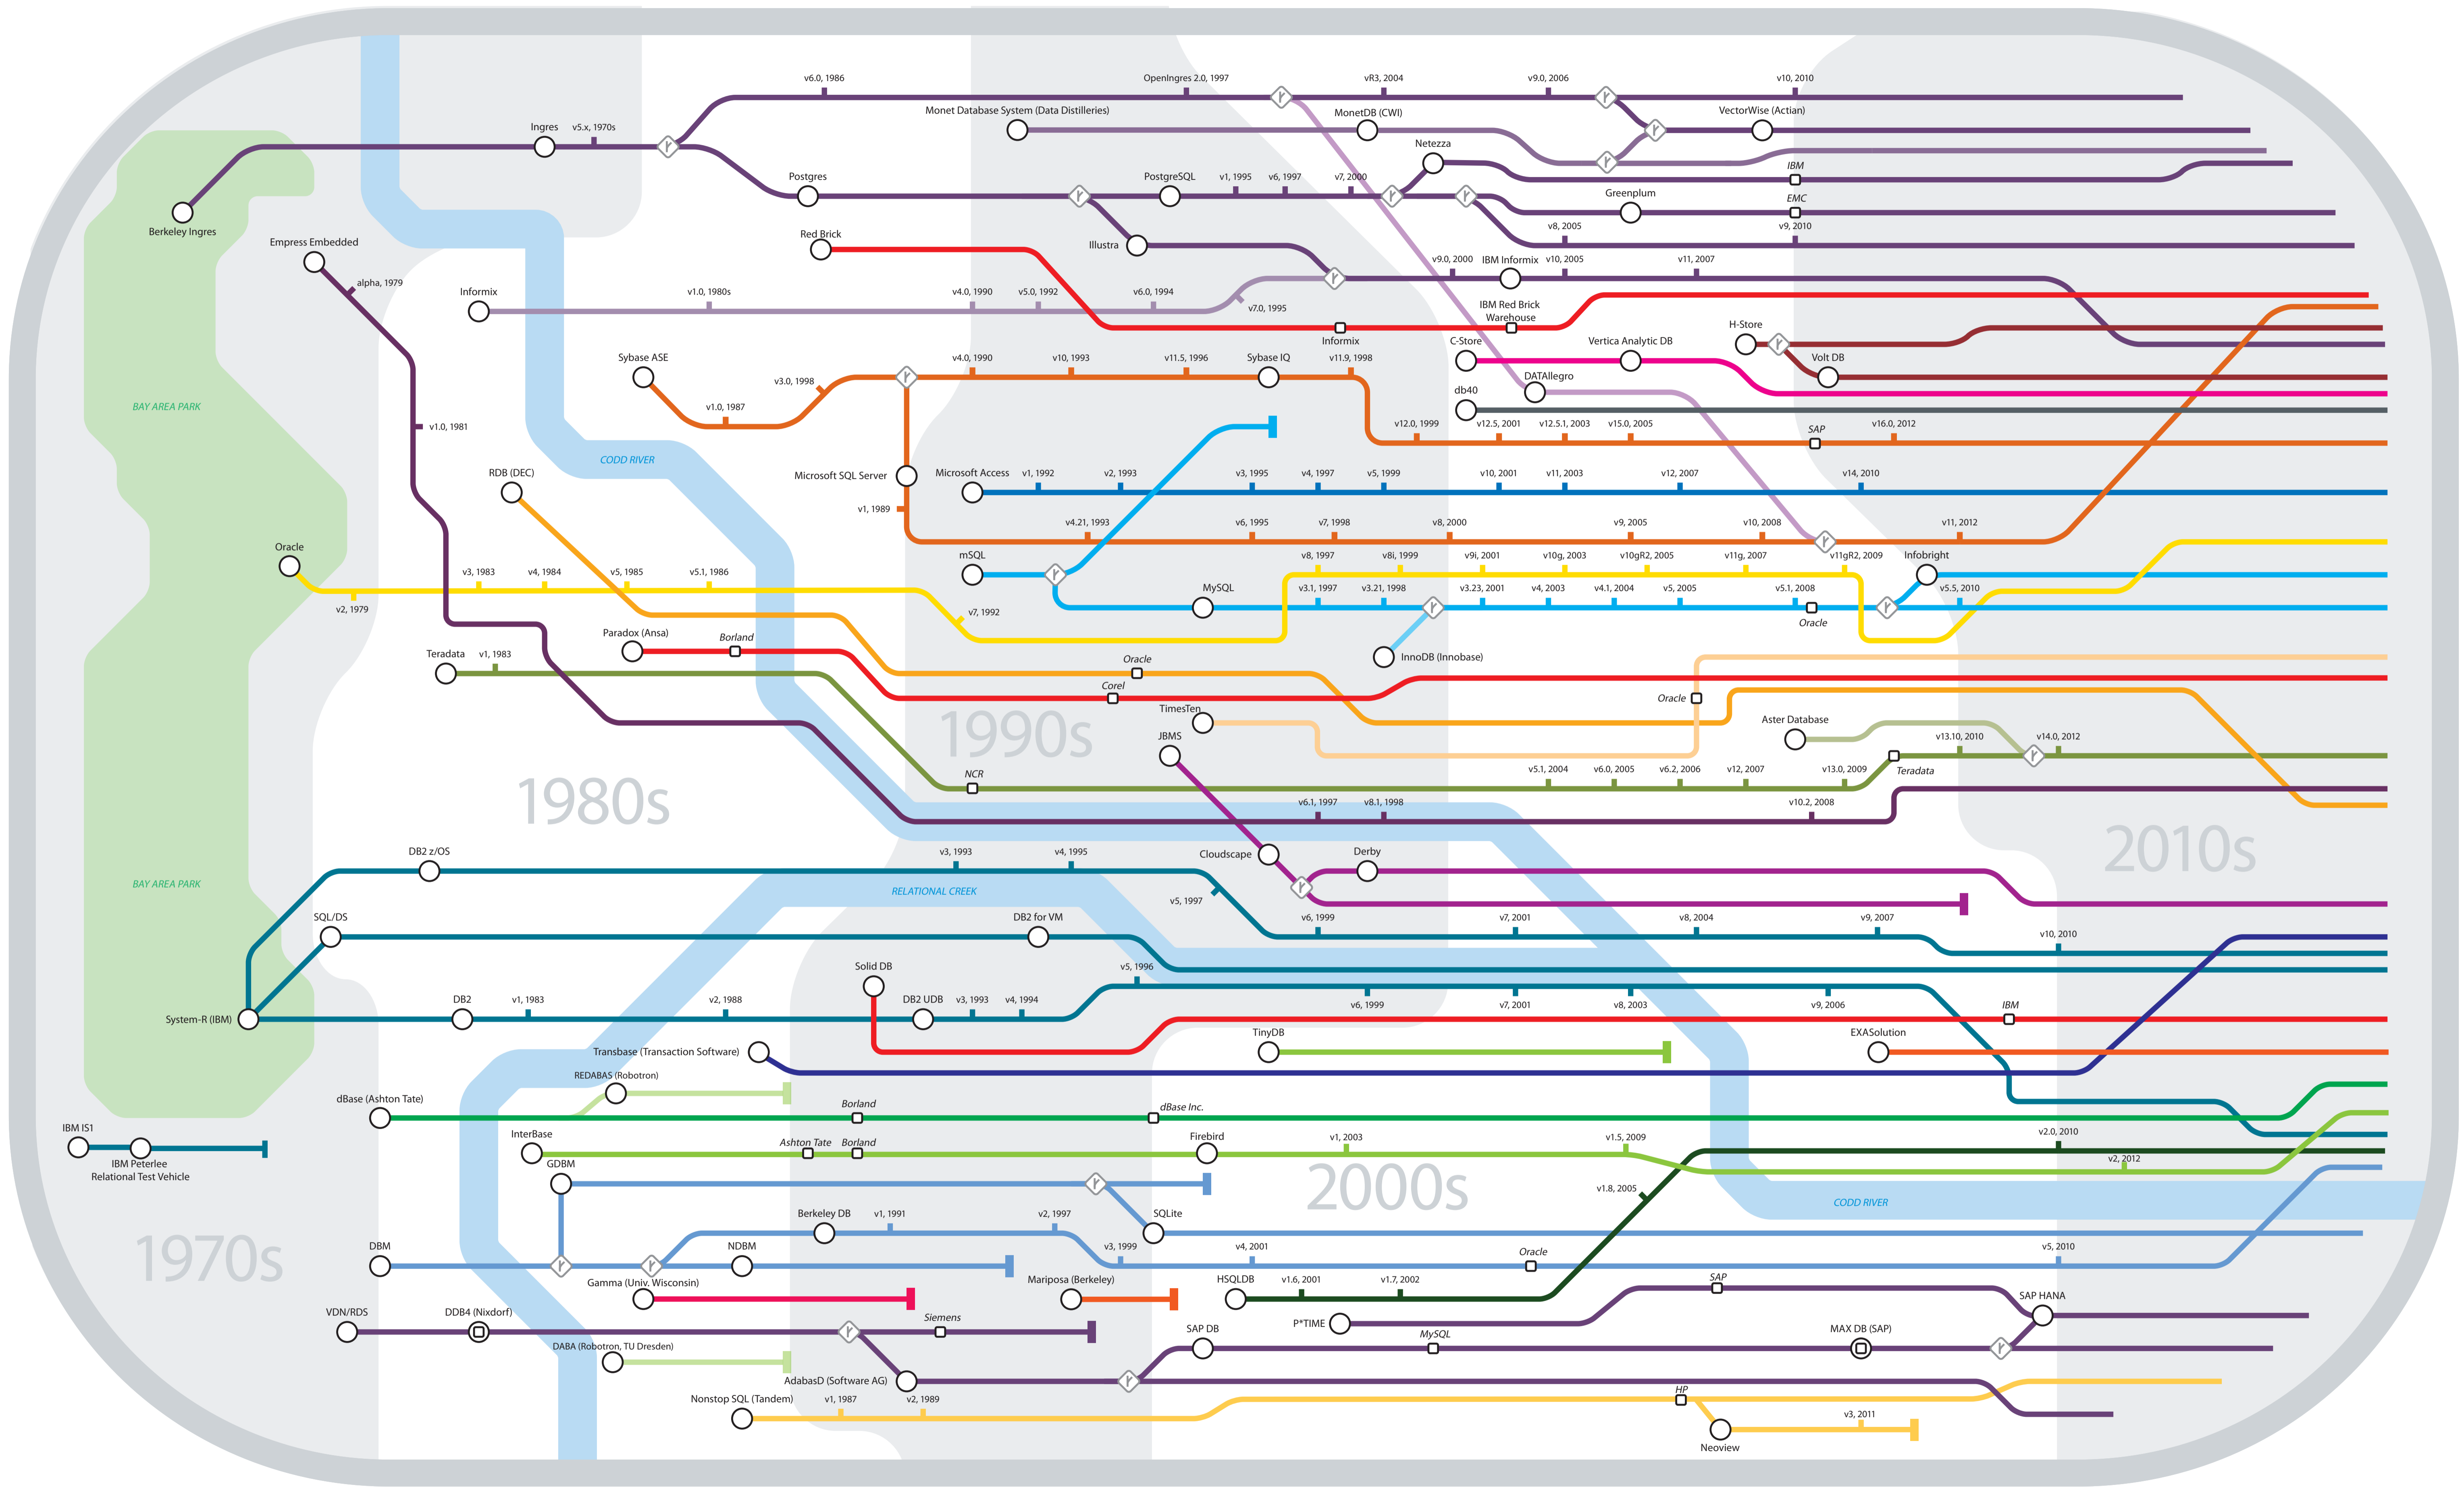 v6.0, 1986
OpenIngres 2.0, 1997
vR3, 2004
v9.0, 2006
v10, 2010
Monet Database System (Data Distilleries)
MonetDB (CWI)
VectorWise (Actian)
Ingres
v5.x, 1970s
Netezza
IBM
Postgres
PostgreSQL
v1, 1995
v6, 1997
v7, 2000
Greenplum
EMC
Berkeley Ingres
Empress Embedded
Red Brick
Illustra
v8, 2005
v9, 2010
alpha, 1979
Informix
v1.0, 1980s
v4.0, 1990
v5.0, 1992
v6.0, 1994
v7.0, 1995
v9.0, 2000
IBM Informix
v10, 2005
v11, 2007
IBM Red Brick
Warehouse
Informix
C-Store
Vertica Analytic DB
H-Store
Volt DB
Sybase ASE
v3.0, 1998
v1.0, 1987
v4.0, 1990
v10, 1993
v11.5, 1996
Sybase IQ
v11.9, 1998
DATAllegro
db40
BAY AREA PARK
v1.0, 1981
v12.0, 1999
v12.5, 2001
v12.5.1, 2003
v15.0, 2005
SAP
v16.0, 2012
CODD RIVER
RDB (DEC)
Microsoft SQL Server
Microsoft Access
v1, 1992
v2, 1993
v3, 1995
v4, 1997
v5, 1999
v10, 2001
v11, 2003
v12, 2007
v14, 2010
v1, 1989
v4.21, 1993
v6, 1995
v7, 1998
v8, 2000
v9, 2005
v10, 2008
v11, 2012
Oracle
mSQL
v8, 1997
v8i, 1999
v9i, 2001
v10g, 2003
v10gR2, 2005
v11g, 2007
v11gR2, 2009
Infobright
v2, 1979
v3, 1983
v4, 1984
v5, 1985
v5.1, 1986
v7, 1992
MySQL
v3.1, 1997
v3.21, 1998
v3.23, 2001
v4, 2003
v4.1, 2004
v5, 2005
v5.1, 2008
Oracle
v5.5, 2010
Paradox (Ansa)
Borland
InnoDB (Innobase)
Teradata
v1, 1983
Oracle
Corel
Oracle
TimesTen
1990s
JBMS
Aster Database
v13.10, 2010
v14.0, 2012
Teradata
1980s
NCR
v5.1, 2004
v6.0, 2005
v6.2, 2006
v12, 2007
v13.0, 2009
v6.1, 1997
v8.1, 1998
v10.2, 2008
2010s
DB2 z/OS
v3, 1993
v4, 1995
Cloudscape
Derby
BAY AREA PARK
RELATIONAL CREEK
v5, 1997
SQL/DS
DB2 for VM
v6, 1999
v7, 2001
v8, 2004
v9, 2007
v10, 2010
Solid DB
v5, 1996
System-R (IBM)
DB2
v1, 1983
v2, 1988
DB2 UDB
v3, 1993
v4, 1994
v6, 1999
v7, 2001
v8, 2003
v9, 2006
IBM
Transbase (Transaction Software)
TinyDB
EXASolution
REDABAS (Robotron)
dBase (Ashton Tate)
Borland
dBase Inc.
IBM IS1
IBM Peterlee
Relational Test Vehicle
InterBase
Ashton Tate
Borland
Firebird
v1, 2003
v1.5, 2009
v2.0, 2010
v2, 2012
GDBM
2000s
v1.8, 2005
CODD RIVER
1970s
Berkeley DB
v1, 1991
v2, 1997
SQLite
DBM
NDBM
v3, 1999
v4, 2001
Oracle
v5, 2010
Gamma (Univ. Wisconsin)
Mariposa (Berkeley)
HSQLDB
v1.6, 2001
v1.7, 2002
SAP
SAP HANA
VDN/RDS
DDB4 (Nixdorf)
Siemens
P*TIME
SAP DB
MySQL
MAX DB (SAP)
DABA (Robotron, TU Dresden)
AdabasD (Software AG)
Nonstop SQL (Tandem)
v1, 1987
v2, 1989
HP
v3, 2011
Neoview